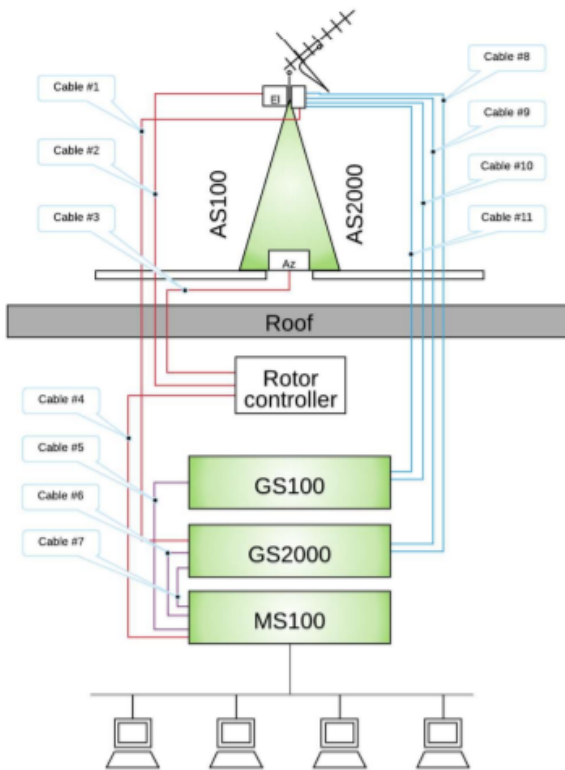 Cable #1
Cable #8
El
Cable #9
Cable #2
Cable #10
AS100
AS2000
Cable #3
Cable #11
Az
Roof
Rotor
controller
Cable #4
Cable #5
GS100
Cable #6
GS2000
Cable #7
MS100